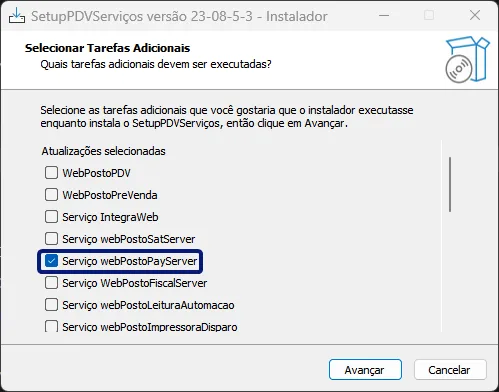 SetupPDVServiços versão 23-08-5-3 - Instalador
Selecionar Tarefas Adicionais
Quais tarefas adicionais devem ser executadas?
Selecione as tarefas adicionais que você gostaria que o instalador executasse
enquanto instala o SetupPDVServiços, então clique em Avançar.
Atualizações selecionadas
WebPostoPDV
WebPostoPreVenda
Serviço IntegraWeb
Serviço webPostoSatServer
Serviço webPostoPayServer
Serviço WebPostoFiscalServer
Serviço webPostoLeituraAutomacao
Serviço webPostoImpressoraDisparo
Avançar
Cancelar